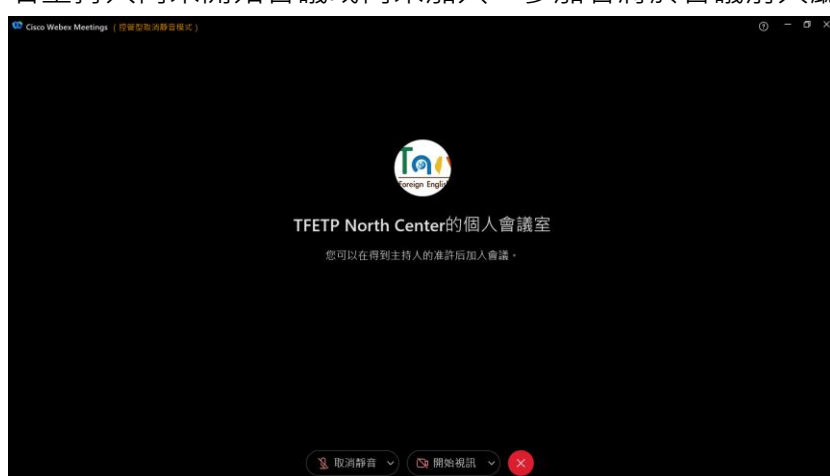 Cisco Webex Meetings (控管型取消靜音模式)
Ta
Foreign Engli
TFETP North Center的個人會議室
您可以在得到主持人的准許后加入會議。
取消靜音
開始視訊